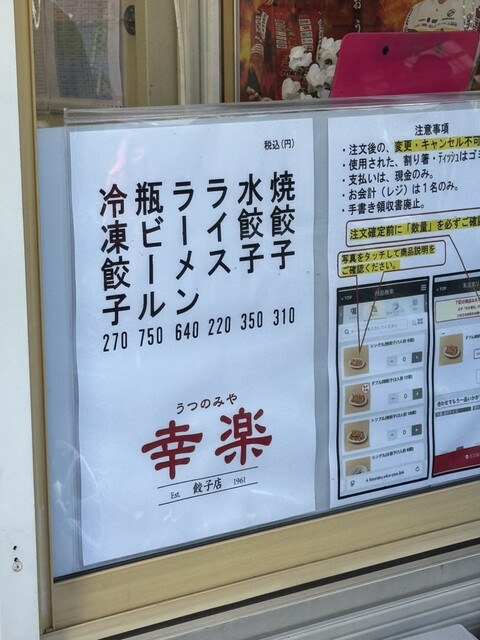 税込(円)
焼餃子 310
水餃子 350
ライス 220
ラーメン 640
瓶ビール 750
冷凍餃子 270
うつのみや
幸楽
Est. 餃子店 1961
注意事項
・注文後の、変更・キャンセル不可
・使用された、割り箸・ティッシュはゴミ
・支払いは、現金のみ。
・お会計(レジ)は1名のみ。
・手書き領収書廃止。
注文確定前に「数量」を必ずご確認
写真をタッチして商品説明を
ご確認ください。